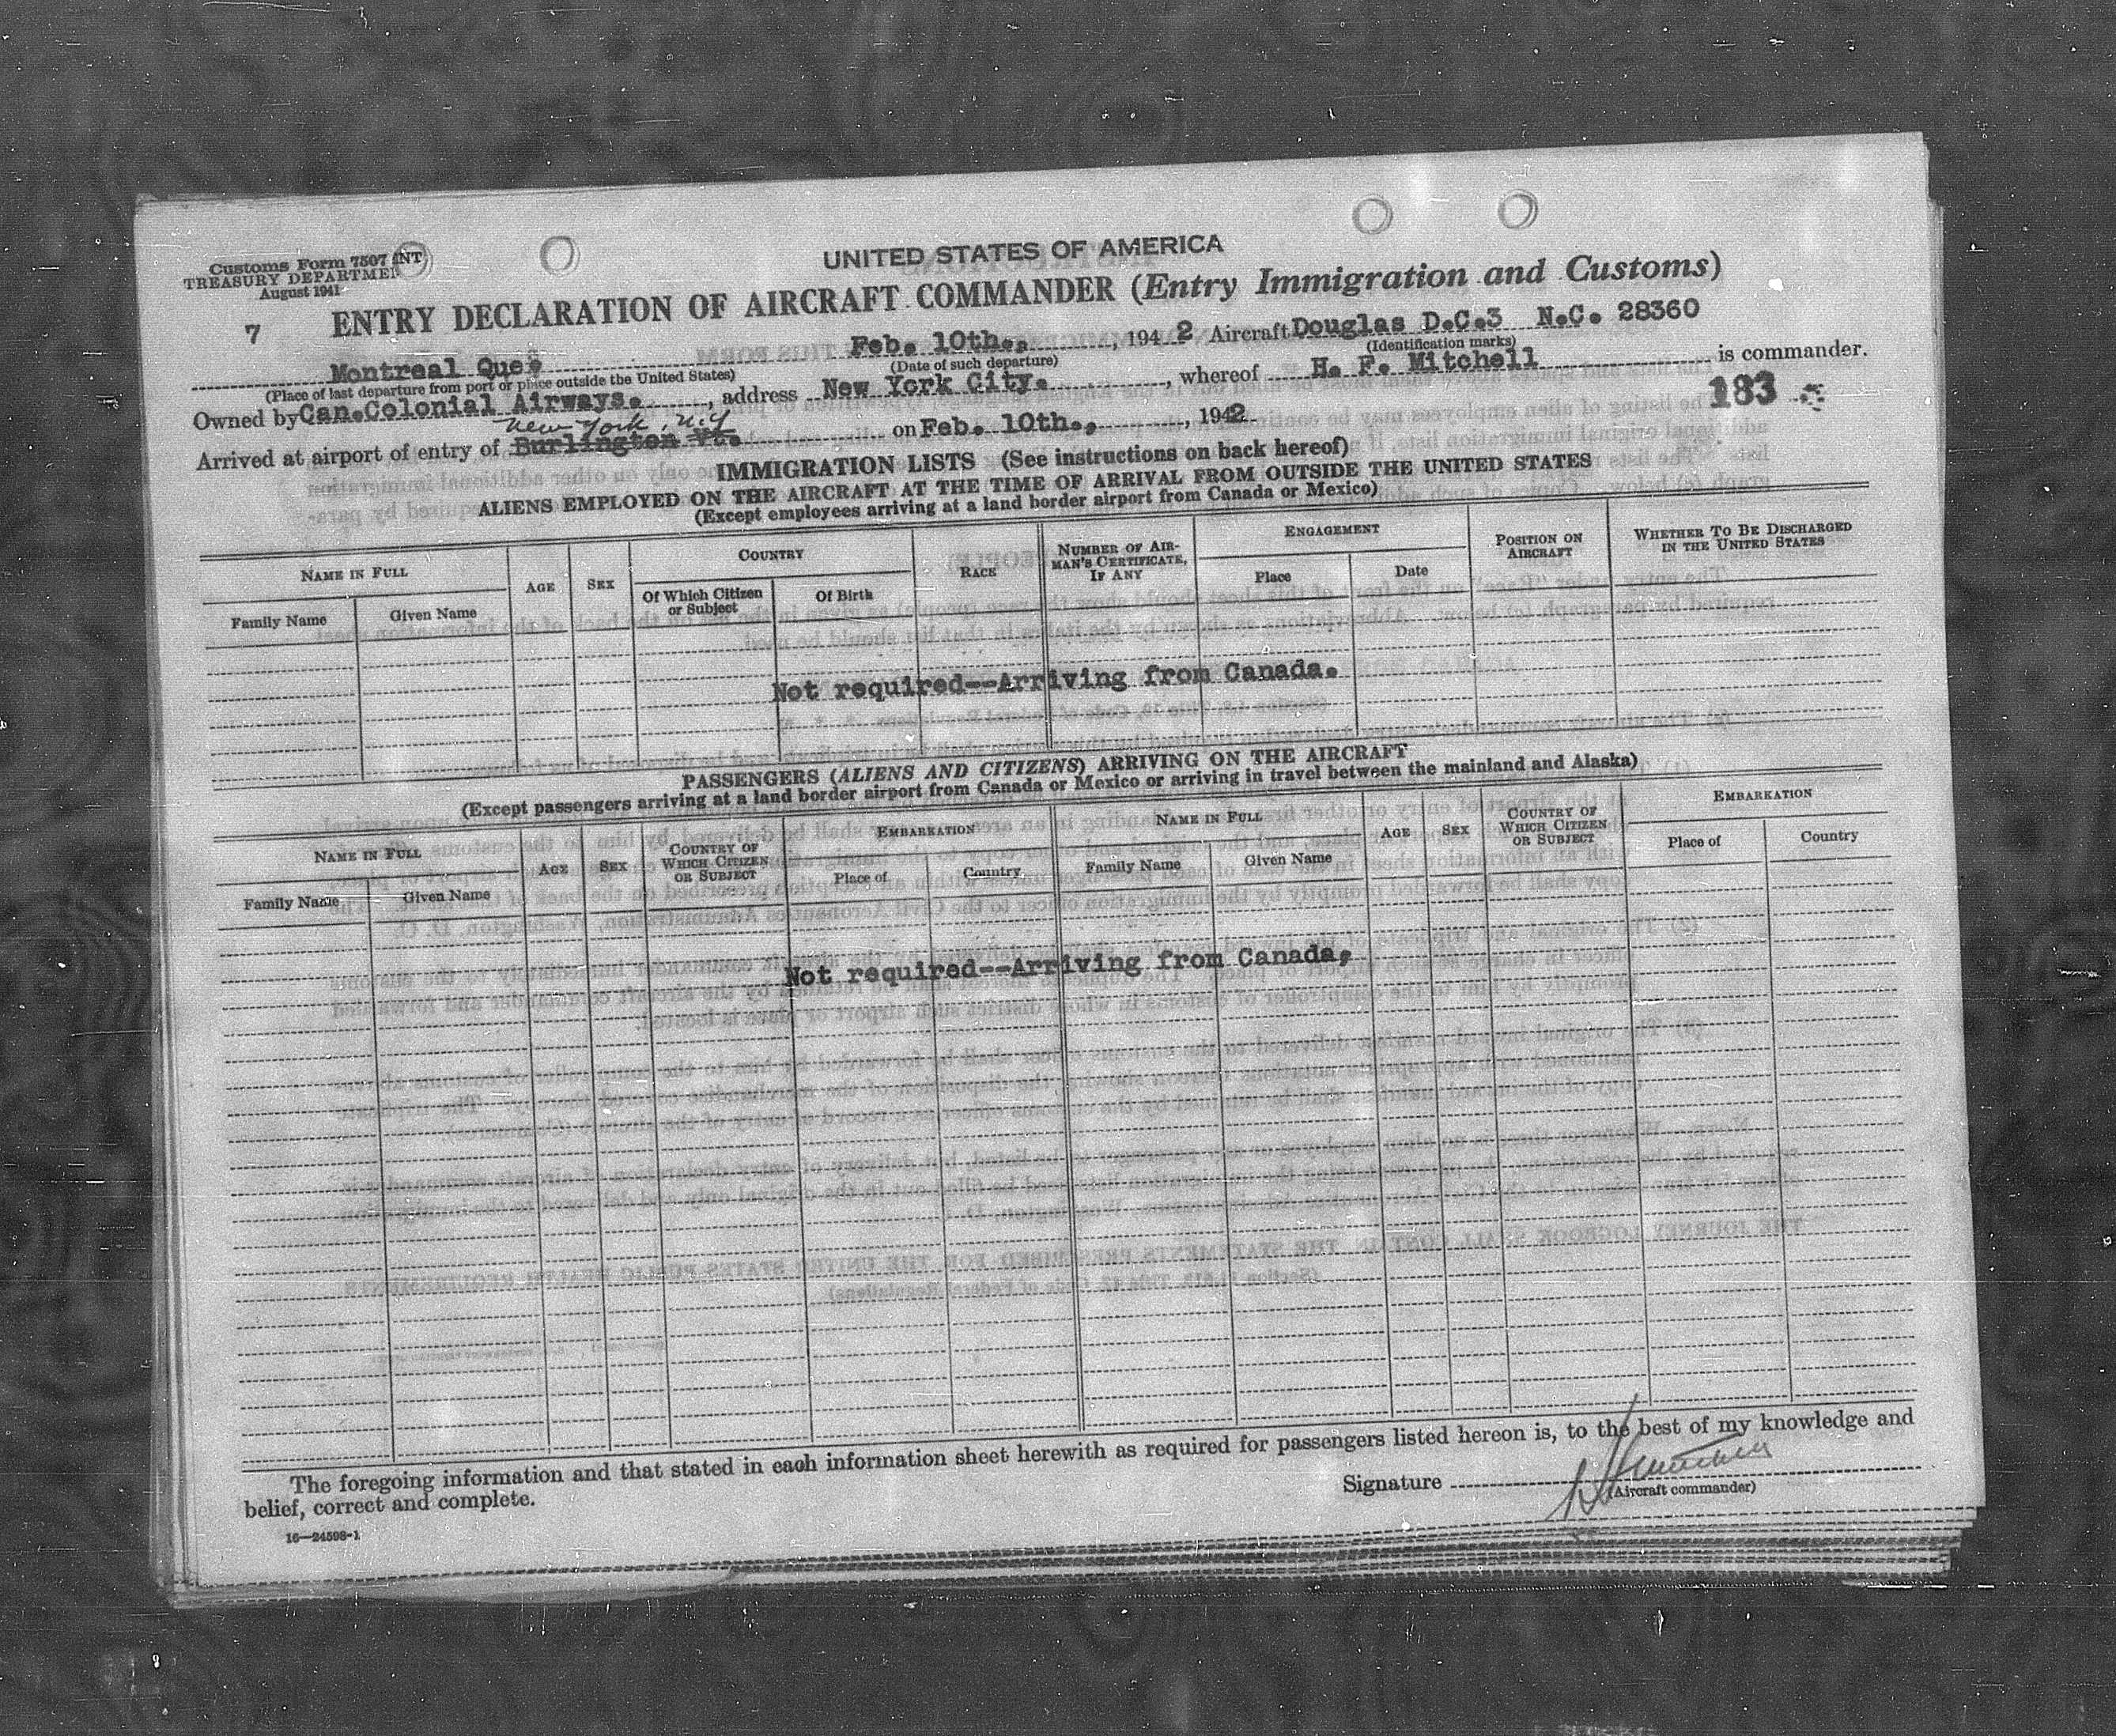 Customs Form 7507 (INT)
TREASURY DEPARTMENT
August 1941
UNITED STATES OF AMERICA
ENTRY DECLARATION OF AIRCRAFT COMMANDER (Entry Immigration and Customs)
7
Feb. 10th., , 1942 Aircraft Douglas D.C.3 N.C. 28360
Montreal Que. (Date of such departure) (Identification marks)
(Place of last departure from port or place outside the United States)
Owned by Can.Colonial Airways. , address New York City. , whereof H. F. Mitchell is commander.
183
New York, N.Y.
Arrived at airport of entry of Burlington Vt. on Feb. 10th., , 1942.
IMMIGRATION LISTS (See instructions on back hereof)
ALIENS EMPLOYED ON THE AIRCRAFT AT THE TIME OF ARRIVAL FROM OUTSIDE THE UNITED STATES
(Except employees arriving at a land border airport from Canada or Mexico)
NAME IN FULL AGE SEX COUNTRY RACE NUMBER OF AIRMAN'S CERTIFICATE, IF ANY ENGAGEMENT POSITION ON AIRCRAFT WHETHER TO BE DISCHARGED IN THE UNITED STATES
Family Name Given Name Of Which Citizen or Subject Of Birth Place Date
Not required--Arriving from Canada.
PASSENGERS (ALIENS AND CITIZENS) ARRIVING ON THE AIRCRAFT
(Except passengers arriving at a land border airport from Canada or Mexico or arriving in travel between the mainland and Alaska)
NAME IN FULL AGE SEX COUNTRY OF WHICH CITIZEN OR SUBJECT EMBARKATION NAME IN FULL AGE SEX COUNTRY OF WHICH CITIZEN OR SUBJECT EMBARKATION
Family Name Given Name Place of Country Family Name Given Name Place of Country
Not required--Arriving from Canada,
The foregoing information and that stated in each information sheet herewith as required for passengers listed hereon is, to the best of my knowledge and
belief, correct and complete.
Signature
(Aircraft commander)
16—24598-1